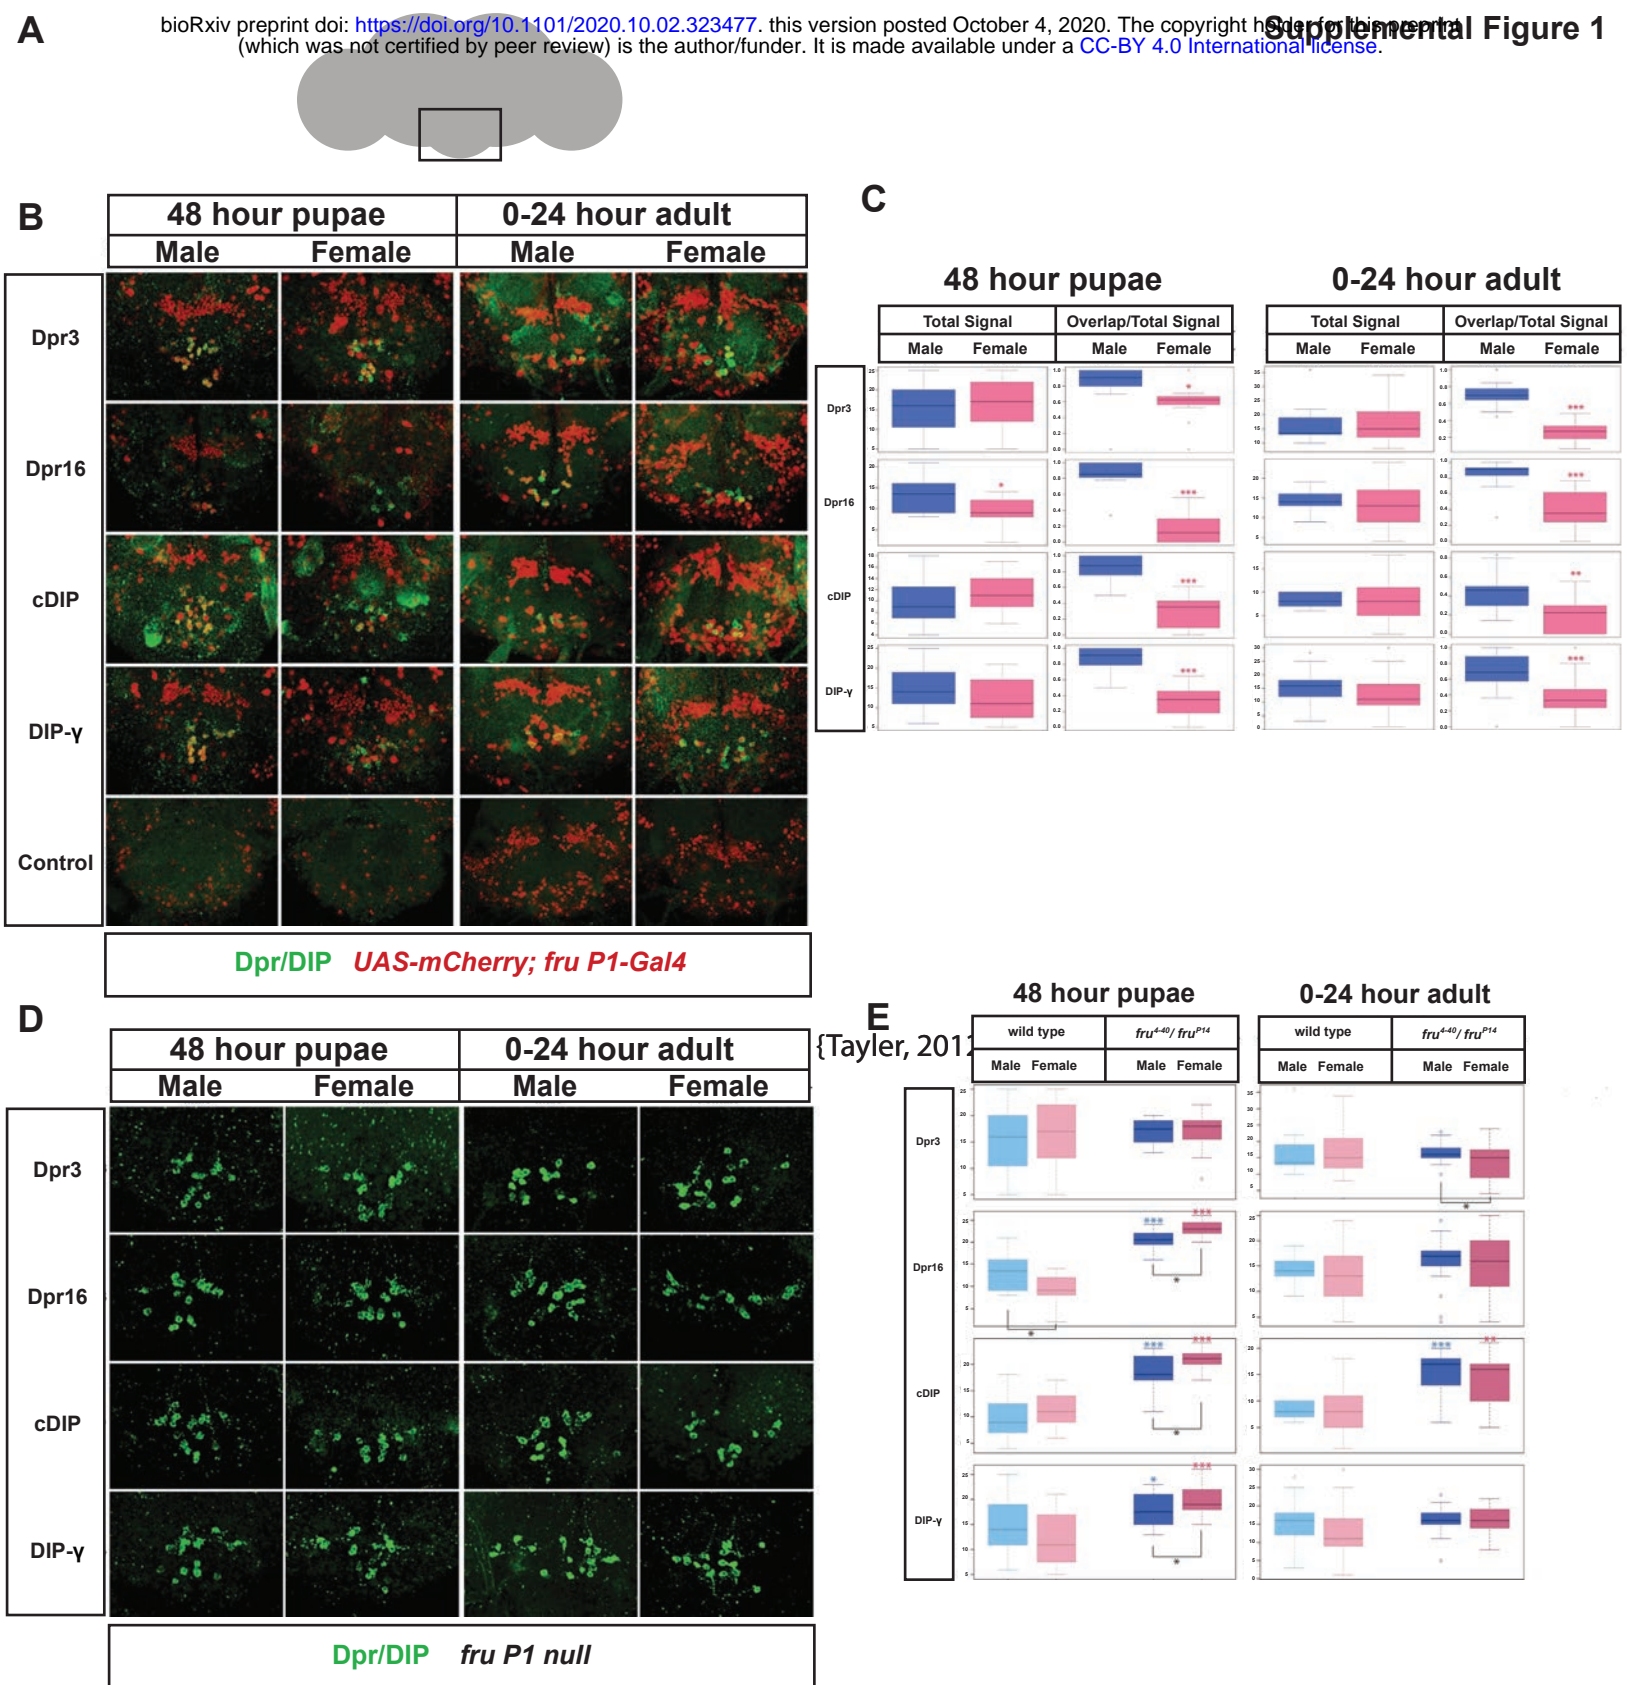 A
bioRxiv preprint doi: https://doi.org/10.1101/2020.10.02.323477. this version posted October 4, 2020. The copyright holder for this preprint
(which was not certified by peer review) is the author/funder. It is made available under a CC-BY 4.0 International license.
Supplemental Figure 1
B
48 hour pupae 0-24 hour adult
Male Female Male Female
Dpr3
Dpr16
cDIP
DIP-γ
Control
Dpr/DIP UAS-mCherry; fru P1-Gal4
C
48 hour pupae 0-24 hour adult
Total Signal Overlap/Total Signal Total Signal Overlap/Total Signal
Male Female Male Female Male Female Male Female
Dpr3
*
***
Dpr16
*
***
***
cDIP
***
**
DIP-γ
***
***
D
48 hour pupae 0-24 hour adult
Male Female Male Female
Dpr3
Dpr16
cDIP
DIP-γ
Dpr/DIP fru P1 null
{Tayler, 2012
E
48 hour pupae 0-24 hour adult
wild type fru4-40/ fruP14 wild type fru4-40/ fruP14
Male Female Male Female Male Female Male Female
Dpr3
*
Dpr16
*** ***
*
*
cDIP
*** *** *** **
*
DIP-γ
* ***
*